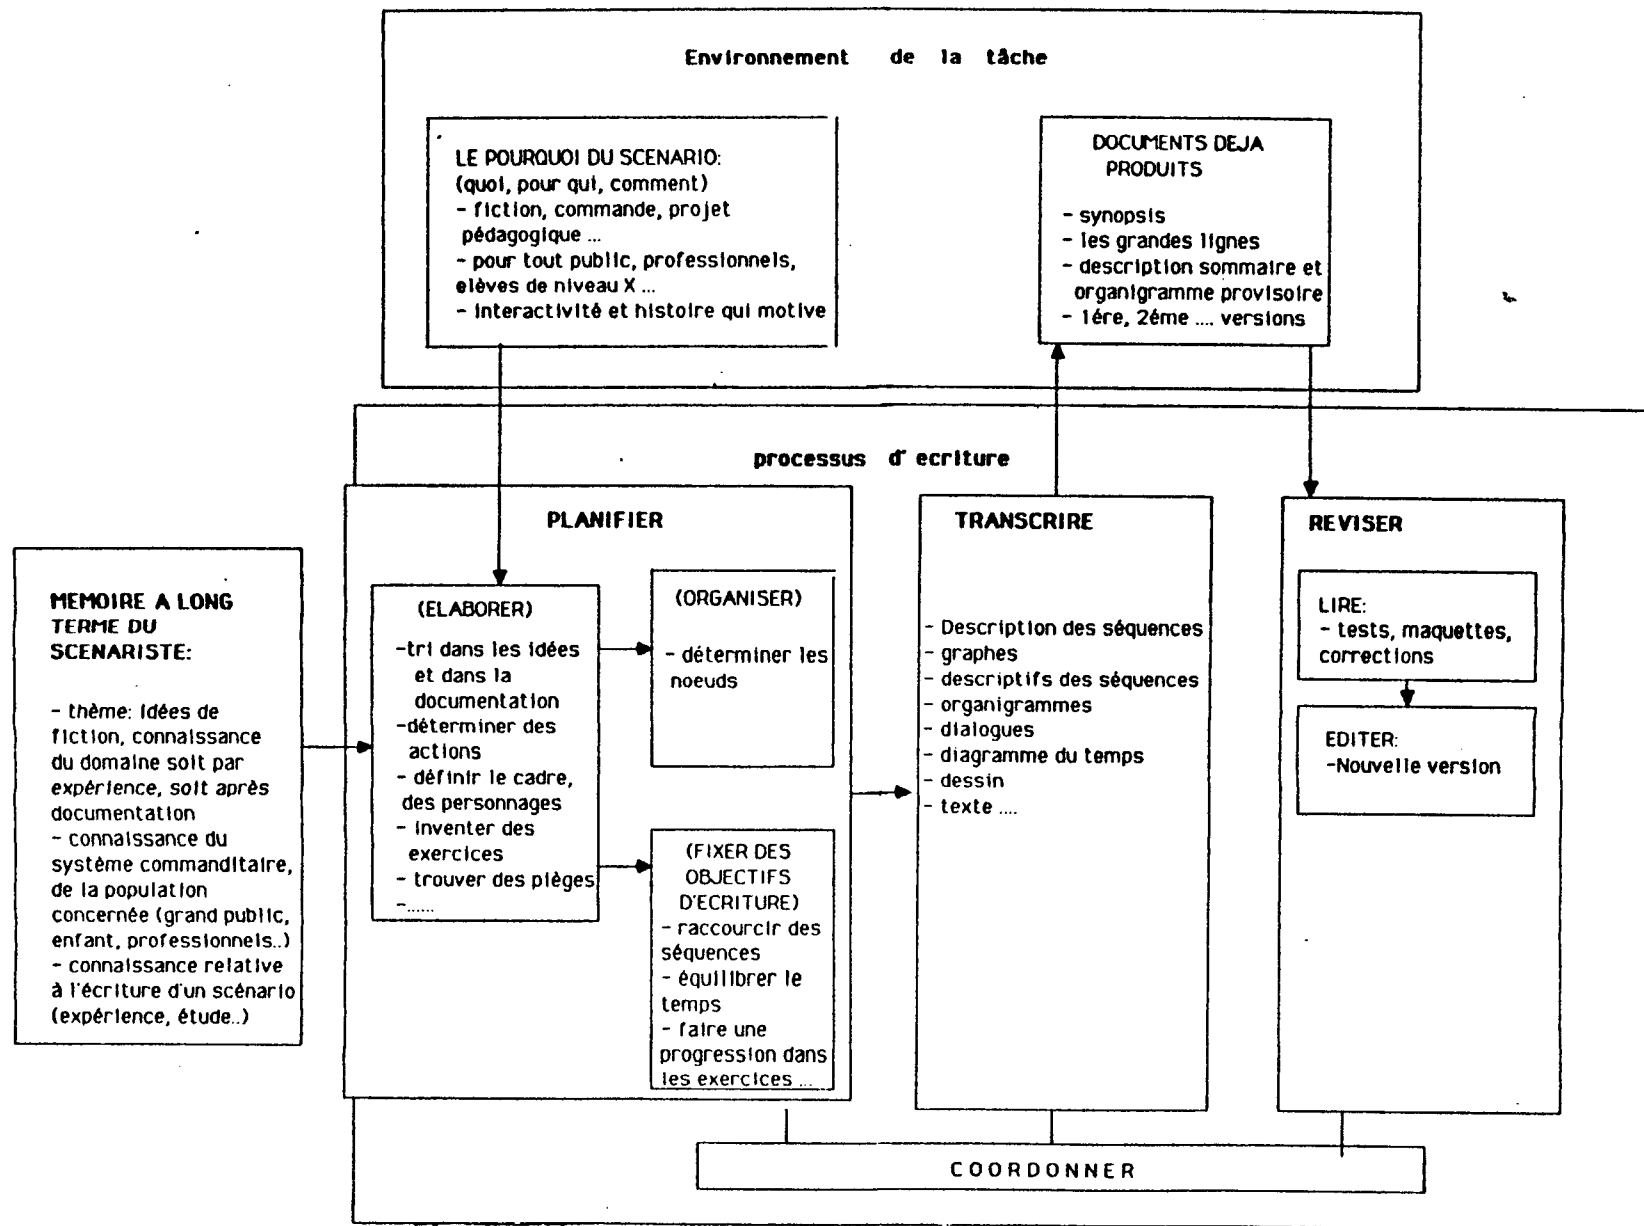 Environnement de la tâche
LE POURQUOI DU SCENARIO:
(quoi, pour qui, comment)
- fiction, commande, projet
pédagogique ...
- pour tout public, professionnels,
elèves de niveau X ...
- interactivité et histoire qui motive
DOCUMENTS DEJA
PRODUITS
- synopsis
- les grandes lignes
- description sommaire et
organigramme provisoire
- 1ére, 2éme .... versions
processus d' ecriture
MEMOIRE A LONG
TERME DU
SCENARISTE:
- thème: idées de
fiction, connaissance
du domaine soit par
expérience, soit après
documentation
- connaissance du
système commanditaire,
de la population
concernée (grand public,
enfant, professionnels..)
- connaissance relative
à l'écriture d'un scénario
(expérience, étude..)
PLANIFIER
(ELABORER)
-tri dans les idées
et dans la
documentation
-déterminer des
actions
- définir le cadre,
des personnages
- inventer des
exercices
- trouver des pièges
-......
(ORGANISER)
- déterminer les
noeuds
(FIXER DES
OBJECTIFS
D'ECRITURE)
- raccourcir des
séquences
- équilibrer le
temps
- faire une
progression dans
les exercices ...
TRANSCRIRE
- Description des séquences
- graphes
- descriptifs des séquences
- organigrammes
- dialogues
- diagramme du temps
- dessin
- texte ....
REVISER
LIRE:
- tests, maquettes,
corrections
EDITER:
-Nouvelle version
COORDONNER